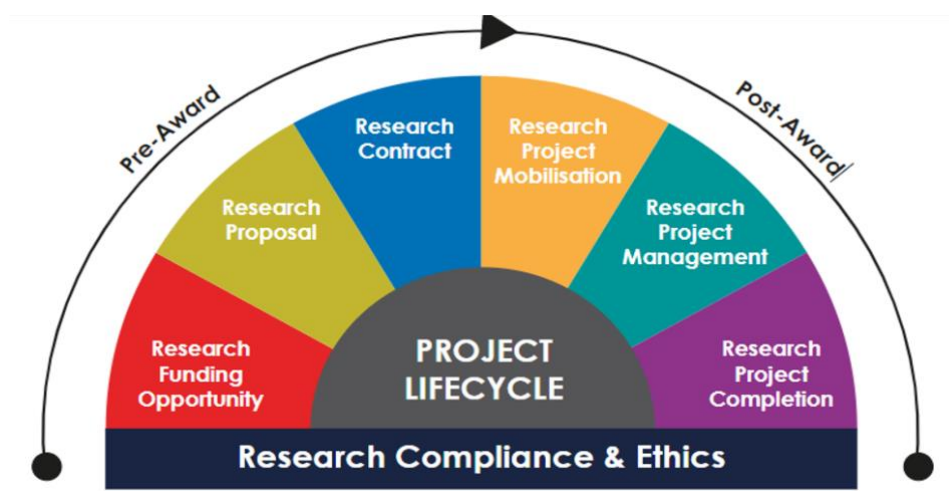 Pre-Award
Post-Award
Research
Funding
Opportunity
Research
Proposal
Research
Contract
Research
Project
Mobilisation
Research
Project
Management
Research
Project
Completion
PROJECT
LIFECYCLE
Research Compliance & Ethics